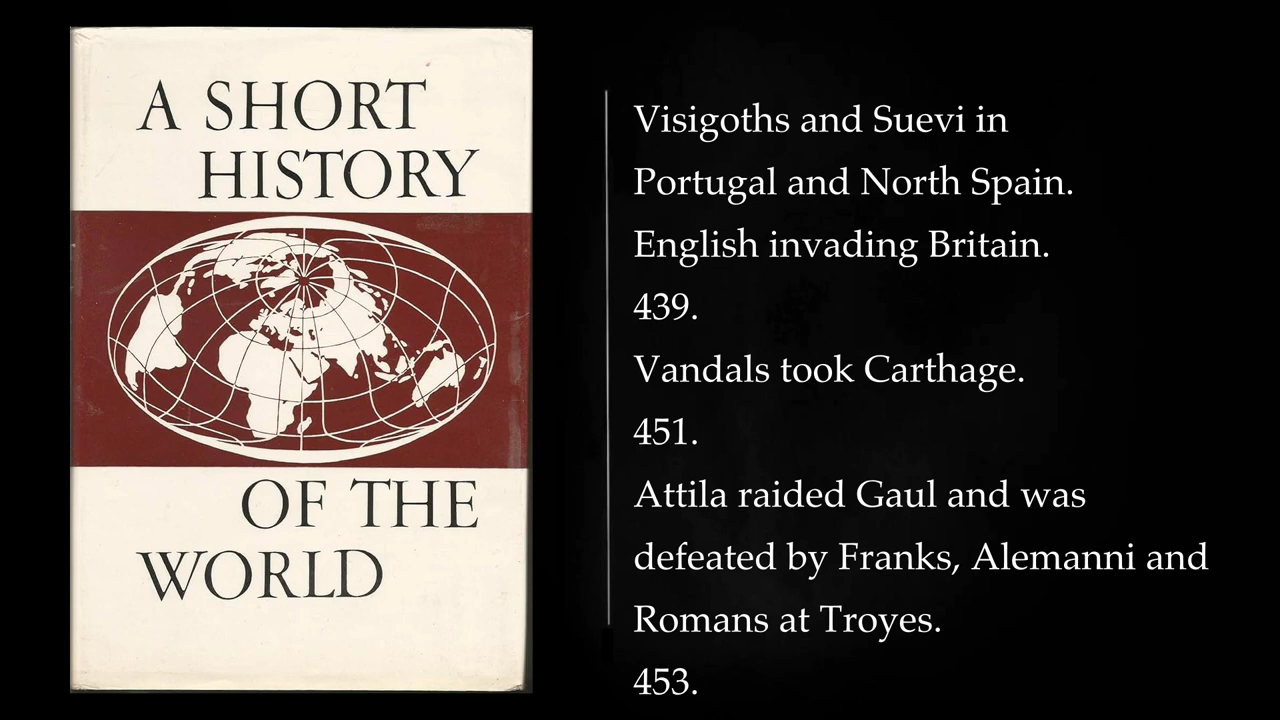 A SHORT
HISTORY
OF THE
WORLD
Visigoths and Suevi in
Portugal and North Spain.
English invading Britain.
439.
Vandals took Carthage.
451.
Attila raided Gaul and was
defeated by Franks, Alemanni and
Romans at Troyes.
453.